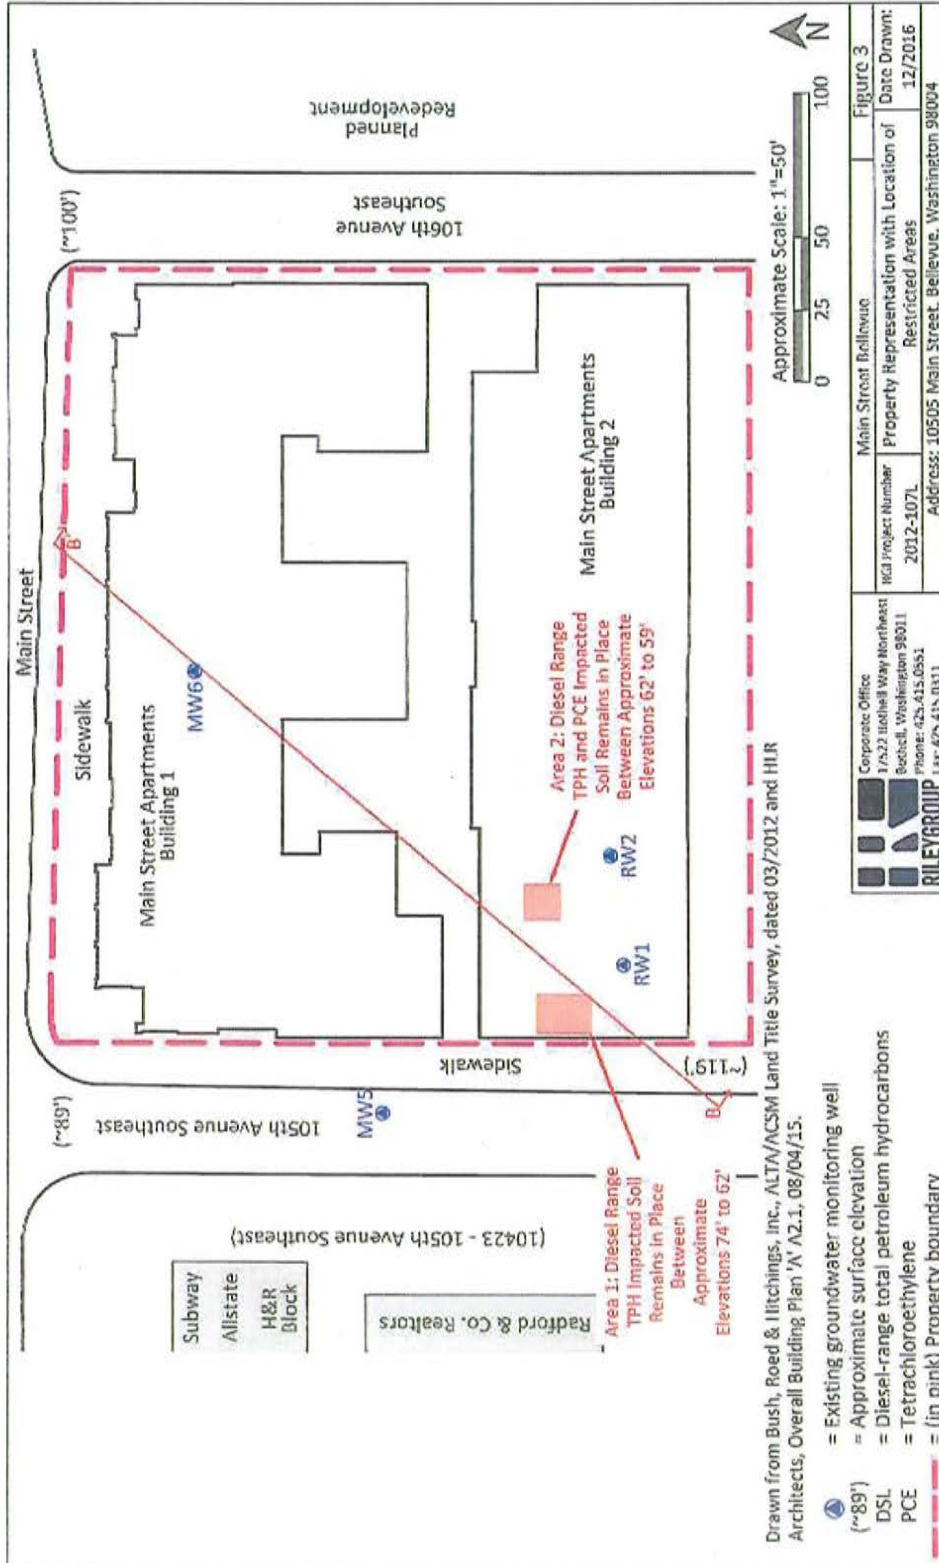 Main Street
Sidewalk
(~89')
(~100')
Main Street Apartments
Building 1
MW6
B'
Planned
Redevelopment
106th Avenue
Southeast
105th Avenue Southeast
MW5
Sidewalk
(~119')
B
Subway
Allstate
H&R
Block
(10423 - 105th Avenue Southeast)
Radford & Co. Realtors
Area 1: Diesel Range
TPH Impacted Soil
Remains in Place
Between
Approximate
Elevations 74' to 62'
Area 2: Diesel Range
TPH and PCE Impacted
Soil Remains in Place
Between Approximate
Elevations 62' to 59'
RW1
RW2
Main Street Apartments
Building 2
Drawn from Bush, Roed & Hitchings, Inc., ALTA/ACSM Land Title Survey, dated 03/2012 and HLR
Architects, Overall Building Plan 'A' A2.1, 08/04/15.
Approximate Scale: 1"=50'
0 25 50 100
N
= Existing groundwater monitoring well
(~89') = Approximate surface elevation
DSL = Diesel-range total petroleum hydrocarbons
PCE = Tetrachloroethylene
= (in pink) Property boundary
RILEYGROUP
Corporate Office
17522 Bothell Way Northeast
Bothell, Washington 98011
Phone: 425.415.0551
Fax: 425.415.0311
Main Street Bellevue
Figure 3
RGI Project Number
2012-107L
Property Representation with Location of
Restricted Areas
Date Drawn:
12/2016
Address: 10505 Main Street, Bellevue, Washington 98004